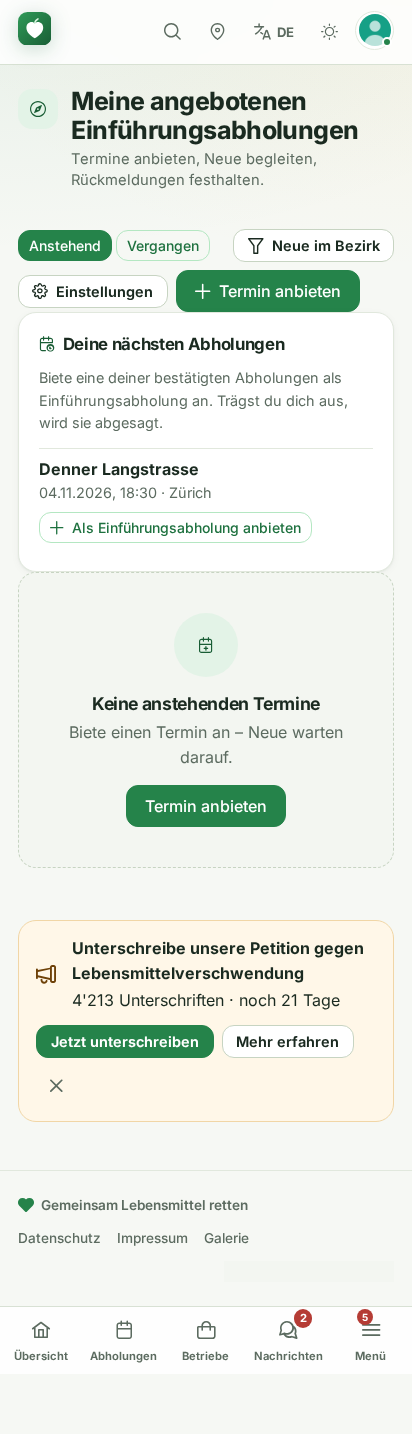 DE
Meine angebotenen
Einführungsabholungen
Termine anbieten, Neue begleiten,
Rückmeldungen festhalten.
Anstehend
Vergangen
Neue im Bezirk
Einstellungen
Termin anbieten
Deine nächsten Abholungen
Biete eine deiner bestätigten Abholungen als
Einführungsabholung an. Trägst du dich aus,
wird sie abgesagt.
Denner Langstrasse
04.11.2026, 18:30 · Zürich
Als Einführungsabholung anbieten
Keine anstehenden Termine
Biete einen Termin an – Neue warten
darauf.
Termin anbieten
Unterschreibe unsere Petition gegen
Lebensmittelverschwendung
4'213 Unterschriften · noch 21 Tage
Jetzt unterschreiben
Mehr erfahren
Gemeinsam Lebensmittel retten
Datenschutz Impressum Galerie
2
5
Übersicht Abholungen Betriebe Nachrichten Menü